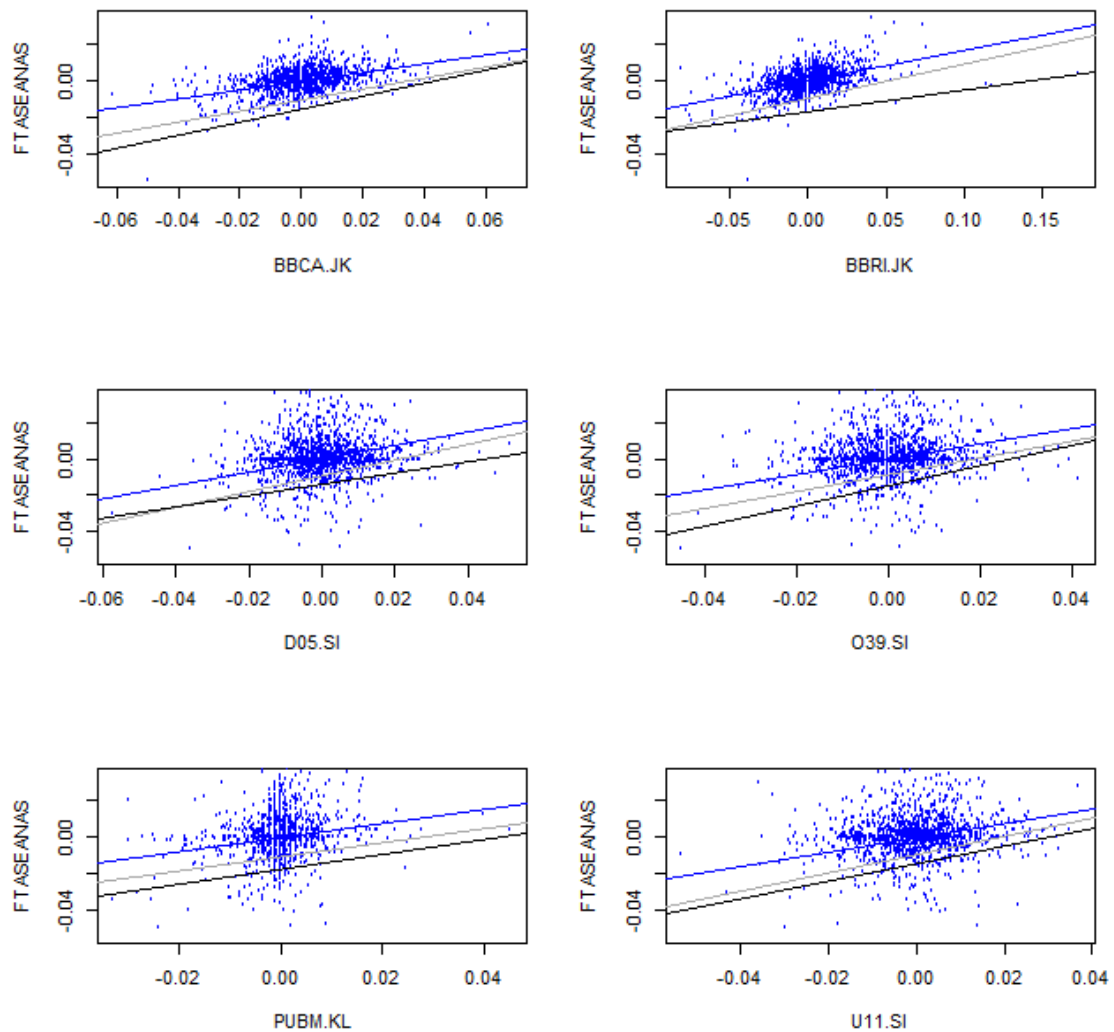 FTASEANAS
0.00
-0.04
-0.06 -0.04 -0.02 0.00 0.02 0.04 0.06
BBCA.JK
FTASEANAS
0.00
-0.04
-0.05 0.00 0.05 0.10 0.15
BBRI.JK
FTASEANAS
0.00
-0.04
-0.06 -0.02 0.00 0.02 0.04
D05.SI
FTASEANAS
0.00
-0.04
-0.04 -0.02 0.00 0.02 0.04
O39.SI
FTASEANAS
0.00
-0.04
-0.02 0.00 0.02 0.04
PUBM.KL
FTASEANAS
0.00
-0.04
-0.04 -0.02 0.00 0.02 0.04
U11.SI